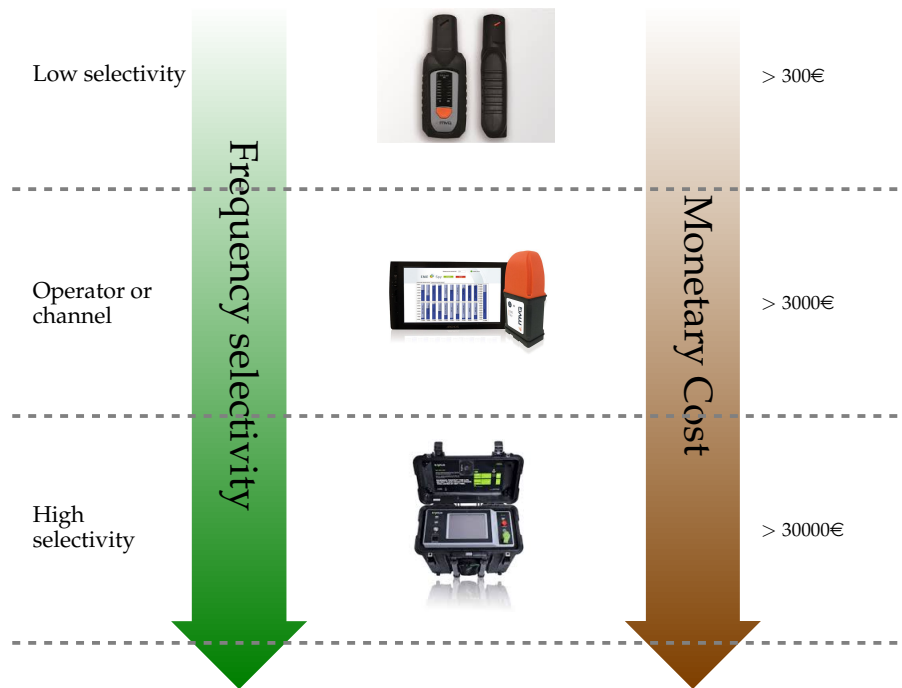 Low selectivity
> 300€
Frequency selectivity
Monetary Cost
Operator or
channel
> 3000€
High
selectivity
> 30000€